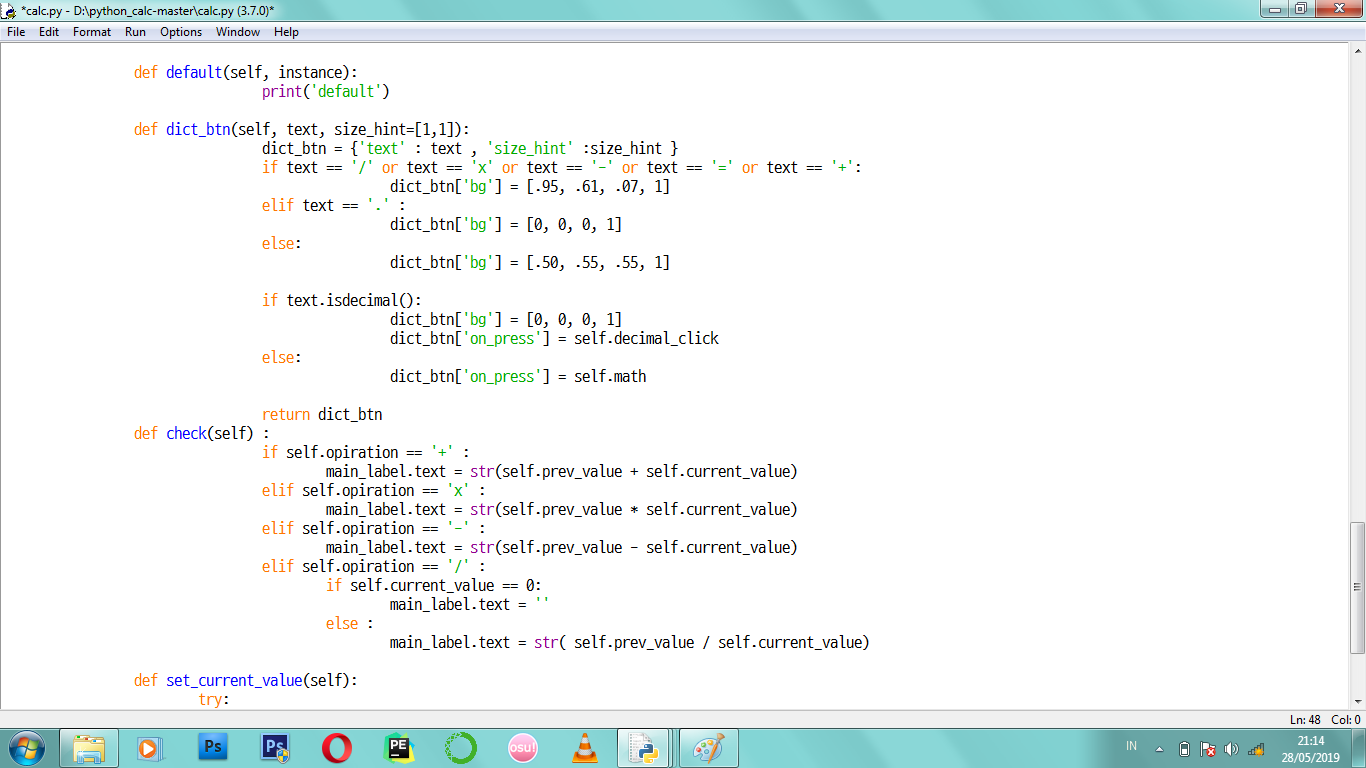 *calc.py - D:\python_calc-master\calc.py (3.7.0)*
File Edit Format Run Options Window Help
def default(self, instance):
print('default')
def dict_btn(self, text, size_hint=[1,1]):
dict_btn = {'text' : text , 'size_hint' :size_hint }
if text == '/' or text == 'x' or text == '-' or text == '=' or text == '+':
dict_btn['bg'] = [.95, .61, .07, 1]
elif text == '.' :
dict_btn['bg'] = [0, 0, 0, 1]
else:
dict_btn['bg'] = [.50, .55, .55, 1]
if text.isdecimal():
dict_btn['bg'] = [0, 0, 0, 1]
dict_btn['on_press'] = self.decimal_click
else:
dict_btn['on_press'] = self.math
return dict_btn
def check(self) :
if self.opiration == '+' :
main_label.text = str(self.prev_value + self.current_value)
elif self.opiration == 'x' :
main_label.text = str(self.prev_value * self.current_value)
elif self.opiration == '-' :
main_label.text = str(self.prev_value - self.current_value)
elif self.opiration == '/' :
if self.current_value == 0:
main_label.text = ''
else :
main_label.text = str( self.prev_value / self.current_value)
def set_current_value(self):
try:
Ln: 48 Col: 0
Ps Ps PE osu! IN 21:14
28/05/2019